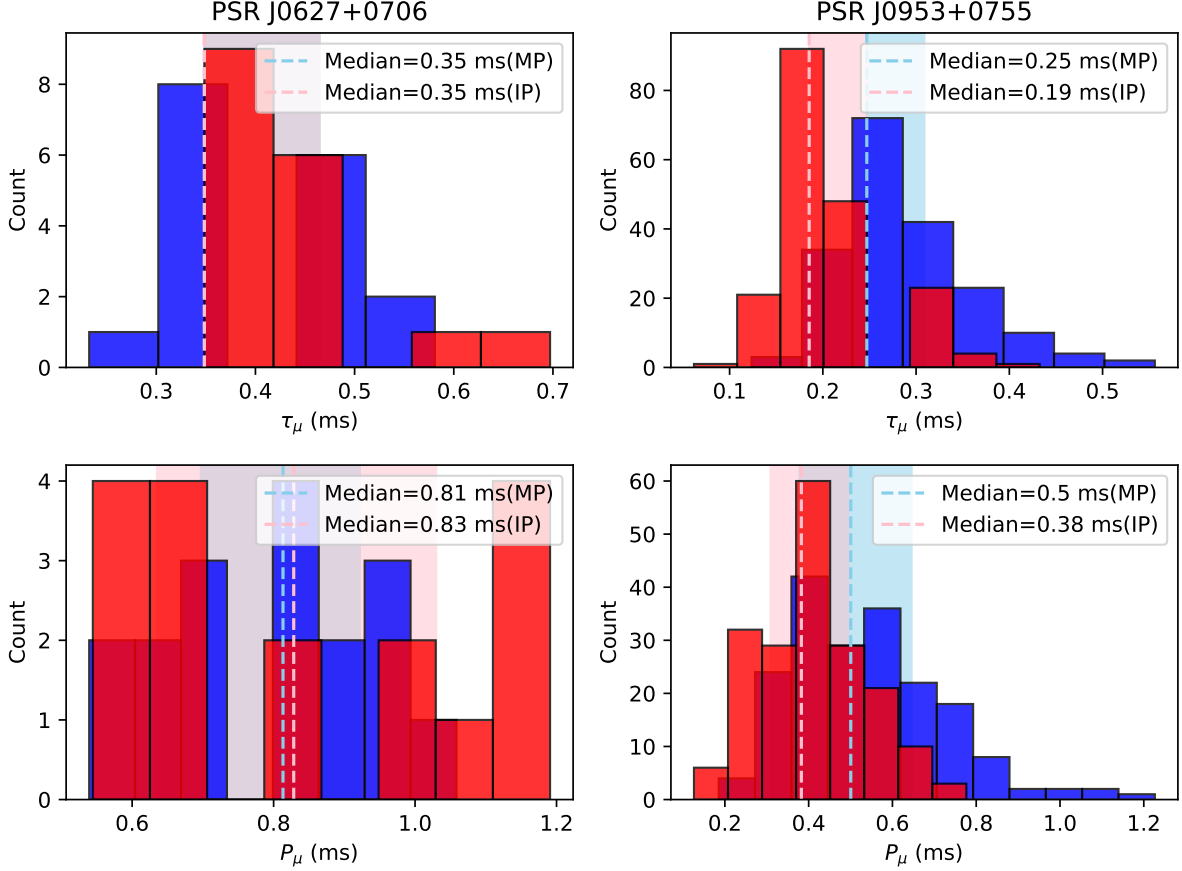 PSR J0627+0706
Count
0
2
4
6
8
0.3
0.4
0.5
0.6
0.7
τμ (ms)
Median=0.35 ms(MP)
Median=0.35 ms(IP)
PSR J0953+0755
Count
0
20
40
60
80
0.1
0.2
0.3
0.4
0.5
τμ (ms)
Median=0.25 ms(MP)
Median=0.19 ms(IP)
Count
0
1
2
3
4
0.6
0.8
1.0
1.2
Pμ (ms)
Median=0.81 ms(MP)
Median=0.83 ms(IP)
Count
0
10
20
30
40
50
60
0.2
0.4
0.6
0.8
1.0
1.2
Pμ (ms)
Median=0.5 ms(MP)
Median=0.38 ms(IP)